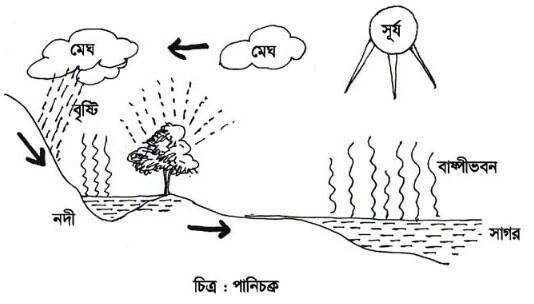 মেঘ
মেঘ
সূর্য
বৃষ্টি
বাষ্পীভবন
নদী
সাগর
চিত্র : পানিচক্র